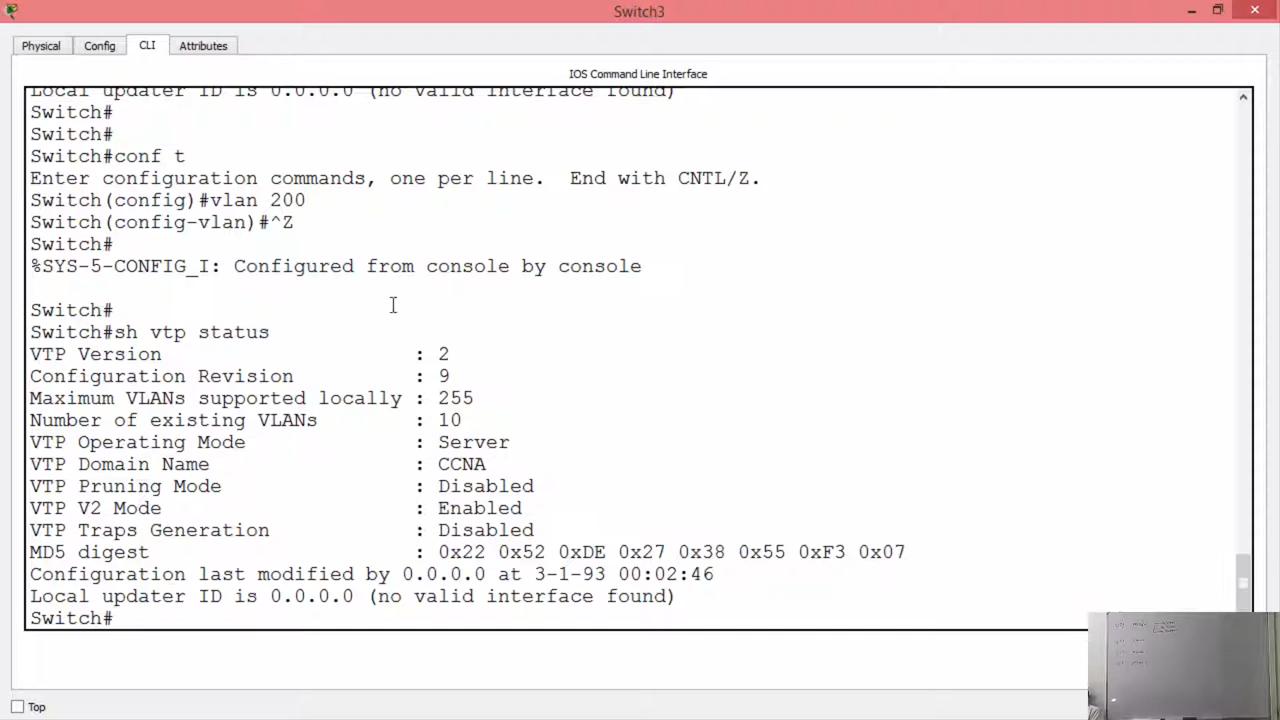 Switch3
Physical
Config
CLI
Attributes
IOS Command Line Interface
Local updater ID is 0.0.0.0 (no valid interface found)
Switch#
Switch#
Switch#conf t
Enter configuration commands, one per line.  End with CNTL/Z.
Switch(config)#vlan 200
Switch(config-vlan)#^Z
Switch#
%SYS-5-CONFIG_I: Configured from console by console
Switch#
Switch#sh vtp status
VTP Version                     : 2
Configuration Revision          : 9
Maximum VLANs supported locally : 255
Number of existing VLANs        : 10
VTP Operating Mode              : Server
VTP Domain Name                 : CCNA
VTP Pruning Mode                : Disabled
VTP V2 Mode                     : Enabled
VTP Traps Generation            : Disabled
MD5 digest                      : 0x22 0x52 0xDE 0x27 0x38 0x55 0xF3 0x07
Configuration last modified by 0.0.0.0 at 3-1-93 00:02:46
Local updater ID is 0.0.0.0 (no valid interface found)
Switch#
Top